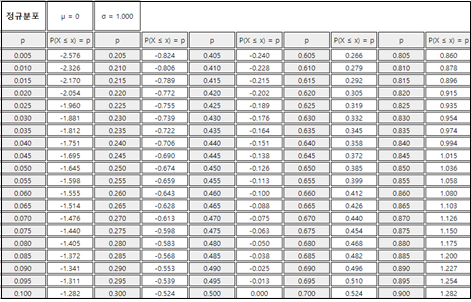 정규분포 μ = 0 σ = 1.000
p P(X ≤ x) = p p P(X ≤ x) = p p P(X ≤ x) = p p P(X ≤ x) = p p P(X ≤ x) = p
0.005 -2.576 0.205 -0.824 0.405 -0.240 0.605 0.266 0.805 0.860
0.010 -2.326 0.210 -0.806 0.410 -0.228 0.610 0.279 0.810 0.878
0.015 -2.170 0.215 -0.789 0.415 -0.215 0.615 0.292 0.815 0.896
0.020 -2.054 0.220 -0.772 0.420 -0.202 0.620 0.305 0.820 0.915
0.025 -1.960 0.225 -0.755 0.425 -0.189 0.625 0.319 0.825 0.935
0.030 -1.881 0.230 -0.739 0.430 -0.176 0.630 0.332 0.830 0.954
0.035 -1.812 0.235 -0.722 0.435 -0.164 0.635 0.345 0.834 0.974
0.040 -1.751 0.240 -0.706 0.440 -0.151 0.640 0.358 0.840 0.994
0.045 -1.695 0.245 -0.690 0.445 -0.138 0.645 0.372 0.845 1.015
0.050 -1.645 0.250 -0.674 0.450 -0.126 0.650 0.385 0.850 1.036
0.055 -1.598 0.255 -0.659 0.455 -0.113 0.655 0.399 0.855 1.058
0.060 -1.555 0.260 -0.643 0.460 -0.100 0.660 0.412 0.860 1.080
0.065 -1.514 0.265 -0.628 0.465 -0.088 0.665 0.426 0.865 1.103
0.070 -1.476 0.270 -0.613 0.470 -0.075 0.670 0.440 0.870 1.126
0.075 -1.440 0.275 -0.598 0.475 -0.063 0.675 0.454 0.875 1.150
0.080 -1.405 0.280 -0.583 0.480 -0.050 0.680 0.468 0.880 1.175
0.085 -1.372 0.285 -0.568 0.485 -0.038 0.685 0.482 0.885 1.200
0.090 -1.341 0.290 -0.553 0.490 -0.025 0.690 0.496 0.890 1.227
0.095 -1.311 0.295 -0.539 0.495 -0.013 0.695 0.510 0.895 1.254
0.100 -1.282 0.300 -0.524 0.500 0.000 0.700 0.524 0.900 1.282